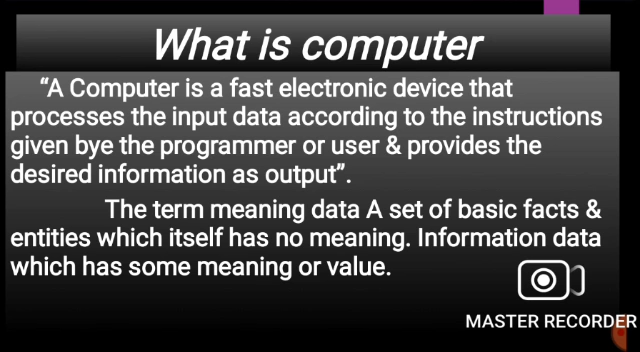 What is computer
“A Computer is a fast electronic device that
processes the input data according to the instructions
given bye the programmer or user & provides the
desired information as output”.
The term meaning data A set of basic facts &
entities which itself has no meaning. Information data
which has some meaning or value.
MASTER RECORDER